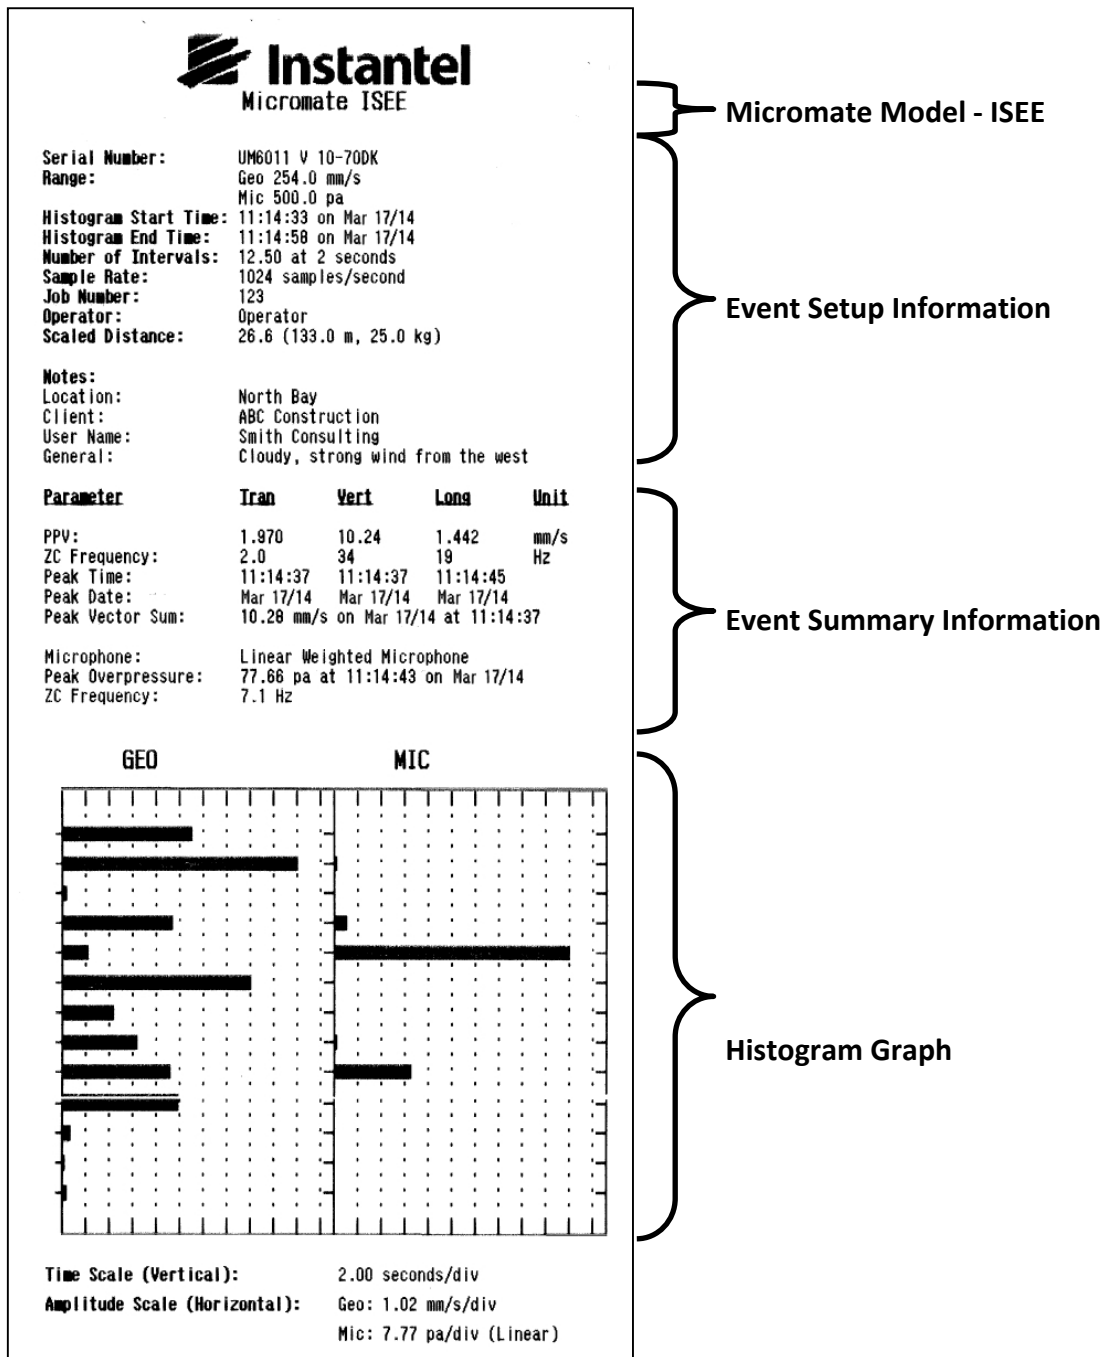 Instantel
Micromate ISEE
Micromate Model - ISEE
Serial Number: UM6011 V 10-70DK
Range: Geo 254.0 mm/s
Mic 500.0 pa
Histogram Start Time: 11:14:33 on Mar 17/14
Histogram End Time: 11:14:58 on Mar 17/14
Number of Intervals: 12.50 at 2 seconds
Sample Rate: 1024 samples/second
Job Number: 123
Operator: Operator
Scaled Distance: 26.6 (133.0 m, 25.0 kg)
Event Setup Information
Notes:
Location: North Bay
Client: ABC Construction
User Name: Smith Consulting
General: Cloudy, strong wind from the west
Parameter Tran Vert Long Unit
PPV: 1.970 10.24 1.442 mm/s
ZC Frequency: 2.0 34 19 Hz
Peak Time: 11:14:37 11:14:37 11:14:45
Peak Date: Mar 17/14 Mar 17/14 Mar 17/14
Peak Vector Sum: 10.28 mm/s on Mar 17/14 at 11:14:37
Event Summary Information
Microphone: Linear Weighted Microphone
Peak Overpressure: 77.66 pa at 11:14:43 on Mar 17/14
ZC Frequency: 7.1 Hz
GEO MIC
Histogram Graph
Time Scale (Vertical): 2.00 seconds/div
Amplitude Scale (Horizontal): Geo: 1.02 mm/s/div
Mic: 7.77 pa/div (Linear)